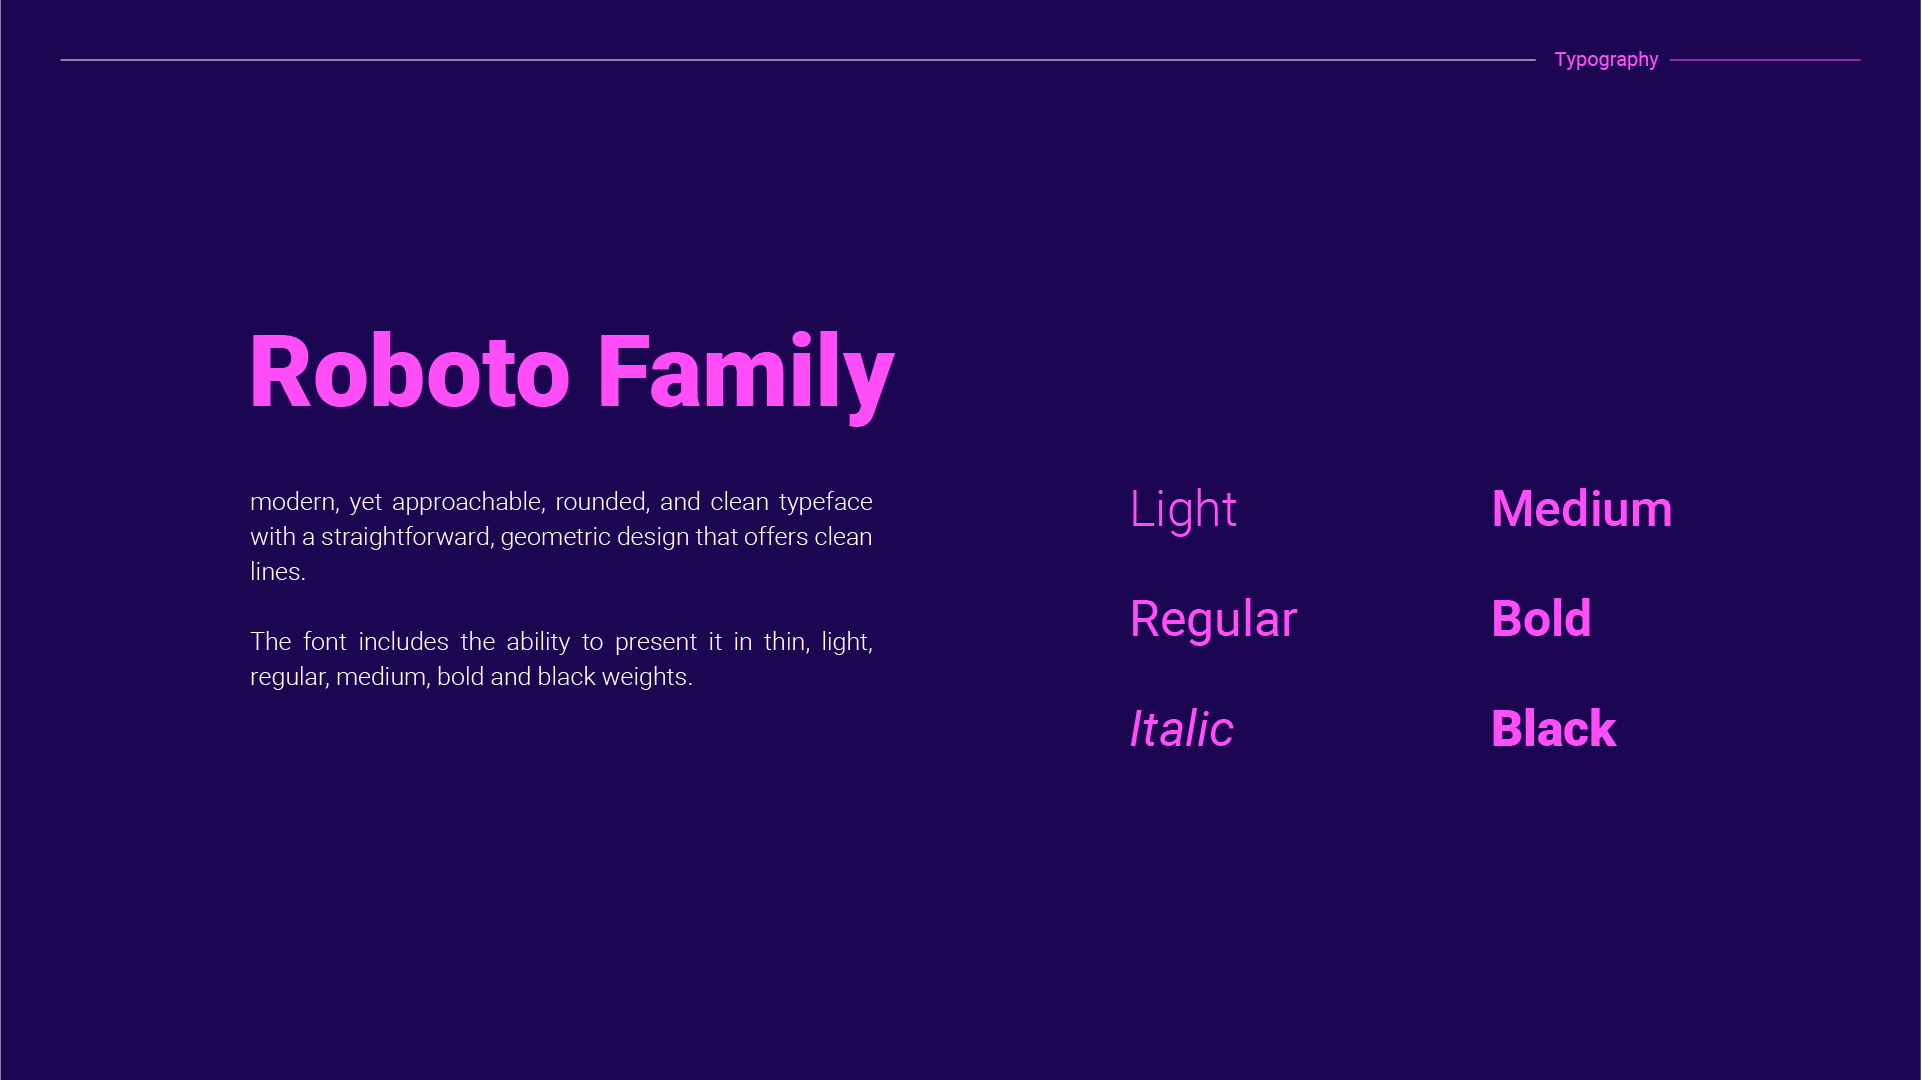 Typography
Roboto Family
modern, yet approachable, rounded, and clean typeface
with a straightforward, geometric design that offers clean
lines.
The font includes the ability to present it in thin, light,
regular, medium, bold and black weights.
Light
Regular
Italic
Medium
Bold
Black